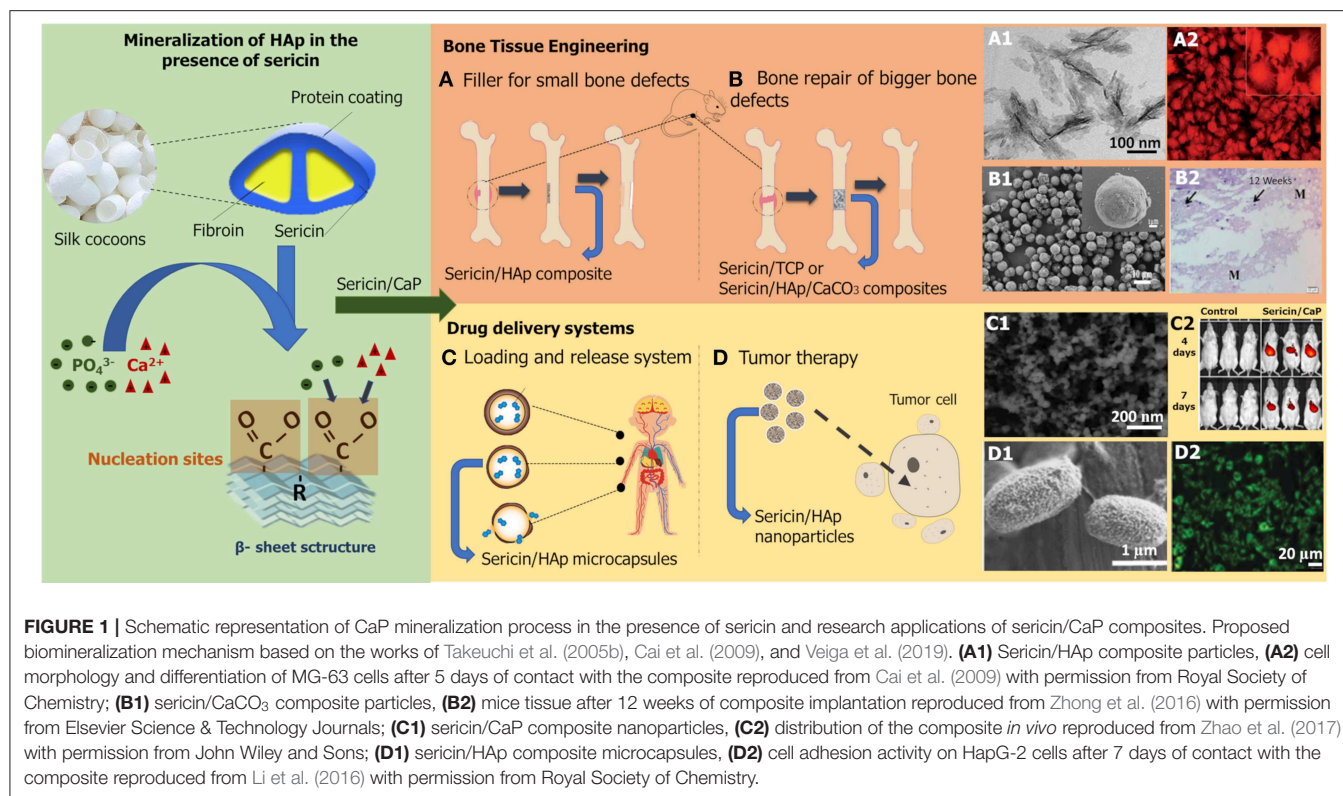 Mineralization of HAp in the
presence of sericin
Protein coating
Silk cocoons
Fibroin
Sericin
PO₄³⁻
Ca²⁺
Sericin/CaP
O
O
C
O
O
C
Nucleation sites
R
β- sheet sctructure
Bone Tissue Engineering
A Filler for small bone defects
B Bone repair of bigger bone
defects
Sericin/HAp composite
Sericin/TCP or
Sericin/HAp/CaCO₃ composites
Drug delivery systems
C Loading and release system
D Tumor therapy
Tumor cell
Sericin/HAp microcapsules
Sericin/HAp
nanoparticles
A1
100 nm
A2
B1
B2
12 Weeks
M
M
C1
200 nm
C2
Control
Sericin/CaP
4
days
7
days
D1
1 µm
D2
20 µm
FIGURE 1 | Schematic representation of CaP mineralization process in the presence of sericin and research applications of sericin/CaP composites. Proposed
biomineralization mechanism based on the works of Takeuchi et al. (2005b), Cai et al. (2009), and Veiga et al. (2019). (A1) Sericin/HAp composite particles, (A2) cell
morphology and differentiation of MG-63 cells after 5 days of contact with the composite reproduced from Cai et al. (2009) with permission from Royal Society of
Chemistry; (B1) sericin/CaCO₃ composite particles, (B2) mice tissue after 12 weeks of composite implantation reproduced from Zhong et al. (2016) with permission
from Elsevier Science & Technology Journals; (C1) sericin/CaP composite nanoparticles, (C2) distribution of the composite in vivo reproduced from Zhao et al. (2017)
with permission from John Wiley and Sons; (D1) sericin/HAp composite microcapsules, (D2) cell adhesion activity on HapG-2 cells after 7 days of contact with the
composite reproduced from Li et al. (2016) with permission from Royal Society of Chemistry.